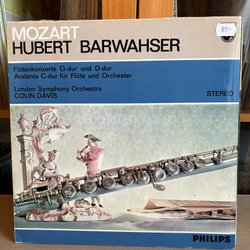 MOZART
85,-
HUBERT BARWAHSER
Flötenkonzerte G-dur und D-dur
Andante C-dur für Flöte und Orchester
London Symphony Orchestra
COLIN DAVIS
STEREO
PHILIPS